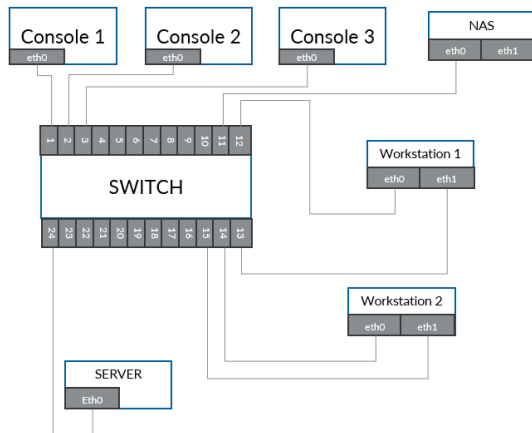 Console 1
eth0
Console 2
eth0
Console 3
eth0
NAS
eth0 eth1
1 2 3 4 5 6 7 8 9 10 11 12
SWITCH
24 23 22 21 20 19 18 17 16 15 14 13
Workstation 1
eth0 eth1
Workstation 2
eth0 eth1
SERVER
Eth0